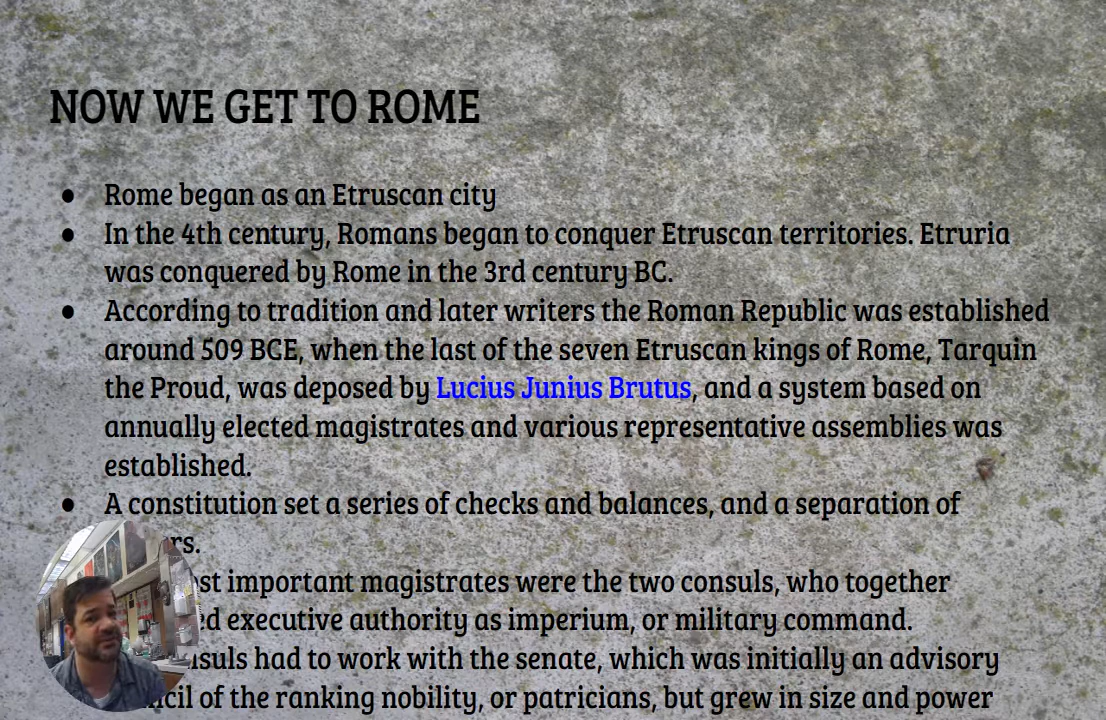 NOW WE GET TO ROME
● Rome began as an Etruscan city
● In the 4th century, Romans began to conquer Etruscan territories. Etruria
was conquered by Rome in the 3rd century BC.
● According to tradition and later writers the Roman Republic was established
around 509 BCE, when the last of the seven Etruscan kings of Rome, Tarquin
the Proud, was deposed by Lucius Junius Brutus, and a system based on
annually elected magistrates and various representative assemblies was
established.
● A constitution set a series of checks and balances, and a separation of
important magistrates were the two consuls, who together
executive authority as imperium, or military command.
had to work with the senate, which was initially an advisory
of the ranking nobility, or patricians, but grew in size and power